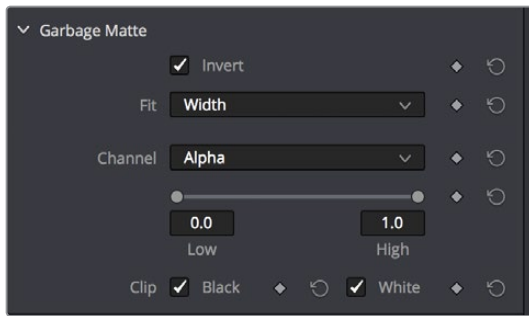 Garbage Matte
Invert
Fit Width
Channel Alpha
0.0 1.0
Low High
Clip Black White